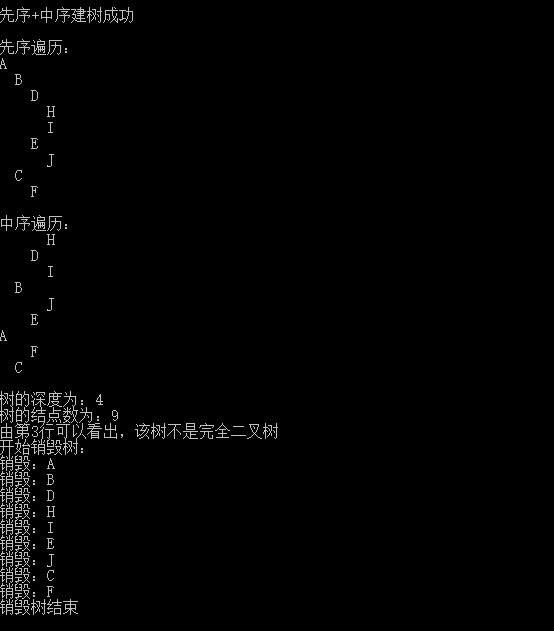 先序+中序建树成功
先序遍历:
A
B
D
H
I
E
J
C
F
中序遍历:
H
D
I
B
J
E
A
F
C
树的深度为: 4
树的结点数为: 9
由第3行可以看出, 该树不是完全二叉树
开始销毁树:
销毁: A
销毁: B
销毁: D
销毁: H
销毁: I
销毁: E
销毁: J
销毁: C
销毁: F
销毁树结束